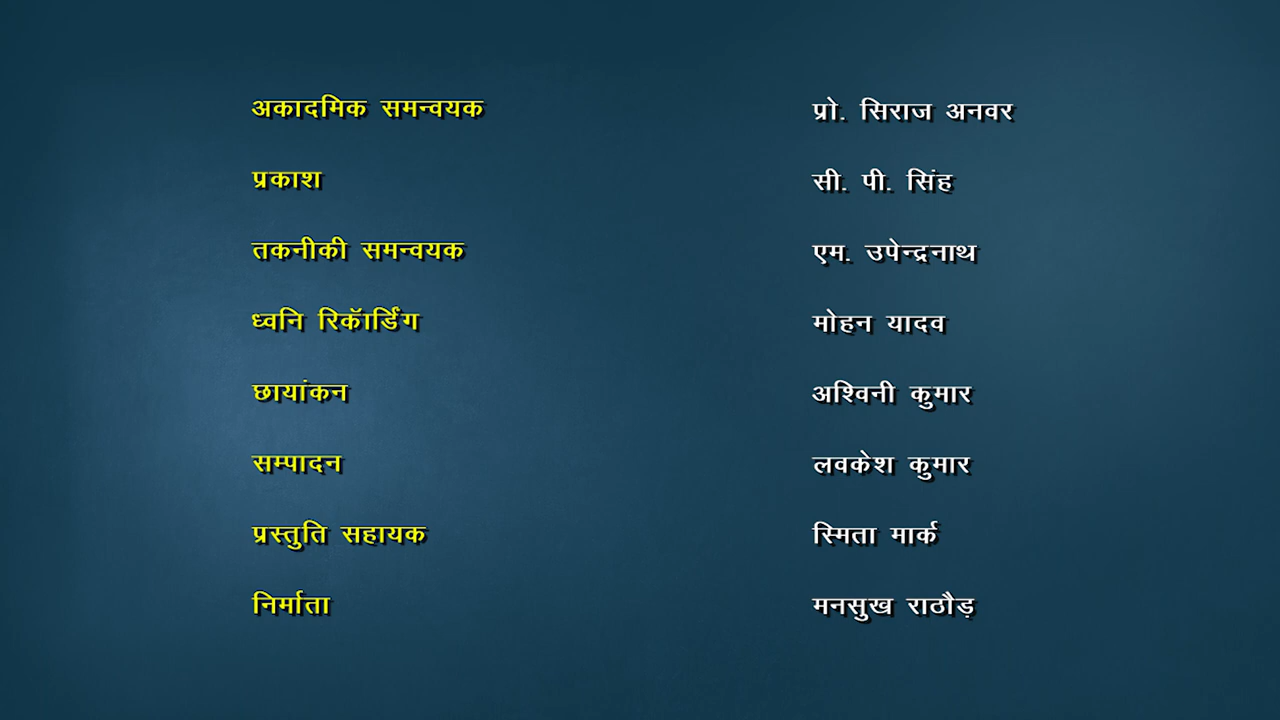 अकादमिक समन्वयक प्रो. सिराज अनवर
प्रकाश सी. पी. सिंह
तकनीकी समन्वयक एम. उपेन्द्रनाथ
ध्वनि रिकॅार्डिंग मोहन यादव
छायांकन अश्विनी कुमार
सम्पादन लवकेश कुमार
प्रस्तुति सहायक स्मिता मार्क
निर्माता मनसुख राठौड़